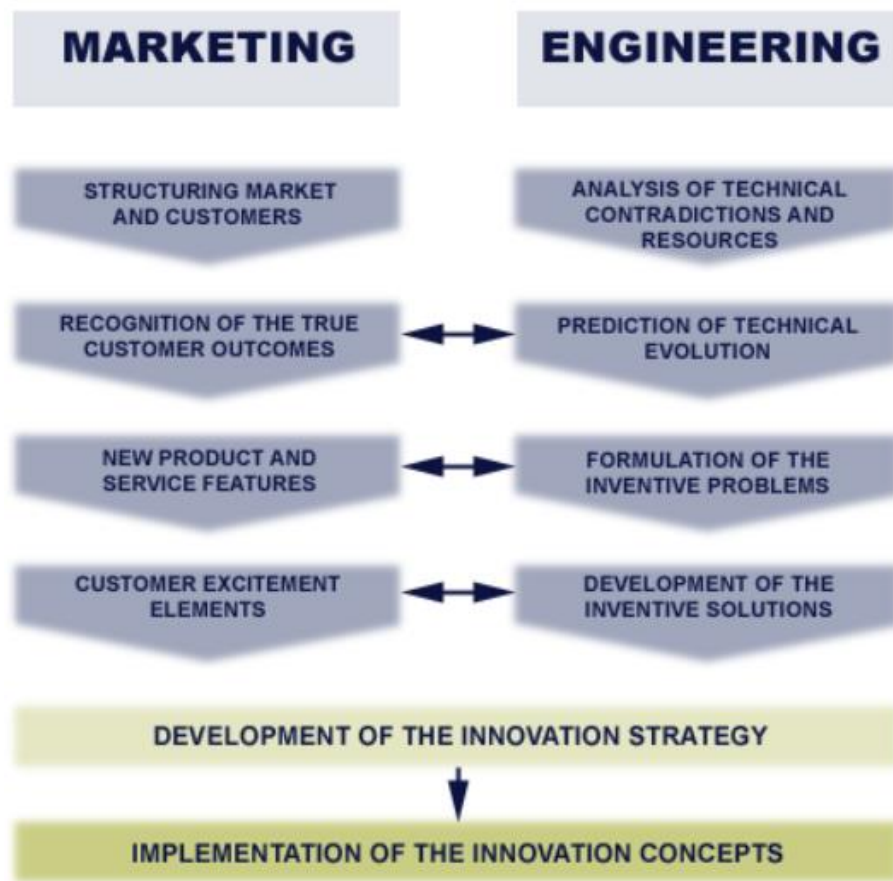 MARKETING
ENGINEERING
STRUCTURING MARKET
AND CUSTOMERS
ANALYSIS OF TECHNICAL
CONTRADICTIONS AND
RESOURCES
RECOGNITION OF THE TRUE
CUSTOMER OUTCOMES
PREDICTION OF TECHNICAL
EVOLUTION
NEW PRODUCT AND
SERVICE FEATURES
FORMULATION OF THE
INVENTIVE PROBLEMS
CUSTOMER EXCITEMENT
ELEMENTS
DEVELOPMENT OF THE
INVENTIVE SOLUTIONS
DEVELOPMENT OF THE INNOVATION STRATEGY
IMPLEMENTATION OF THE INNOVATION CONCEPTS